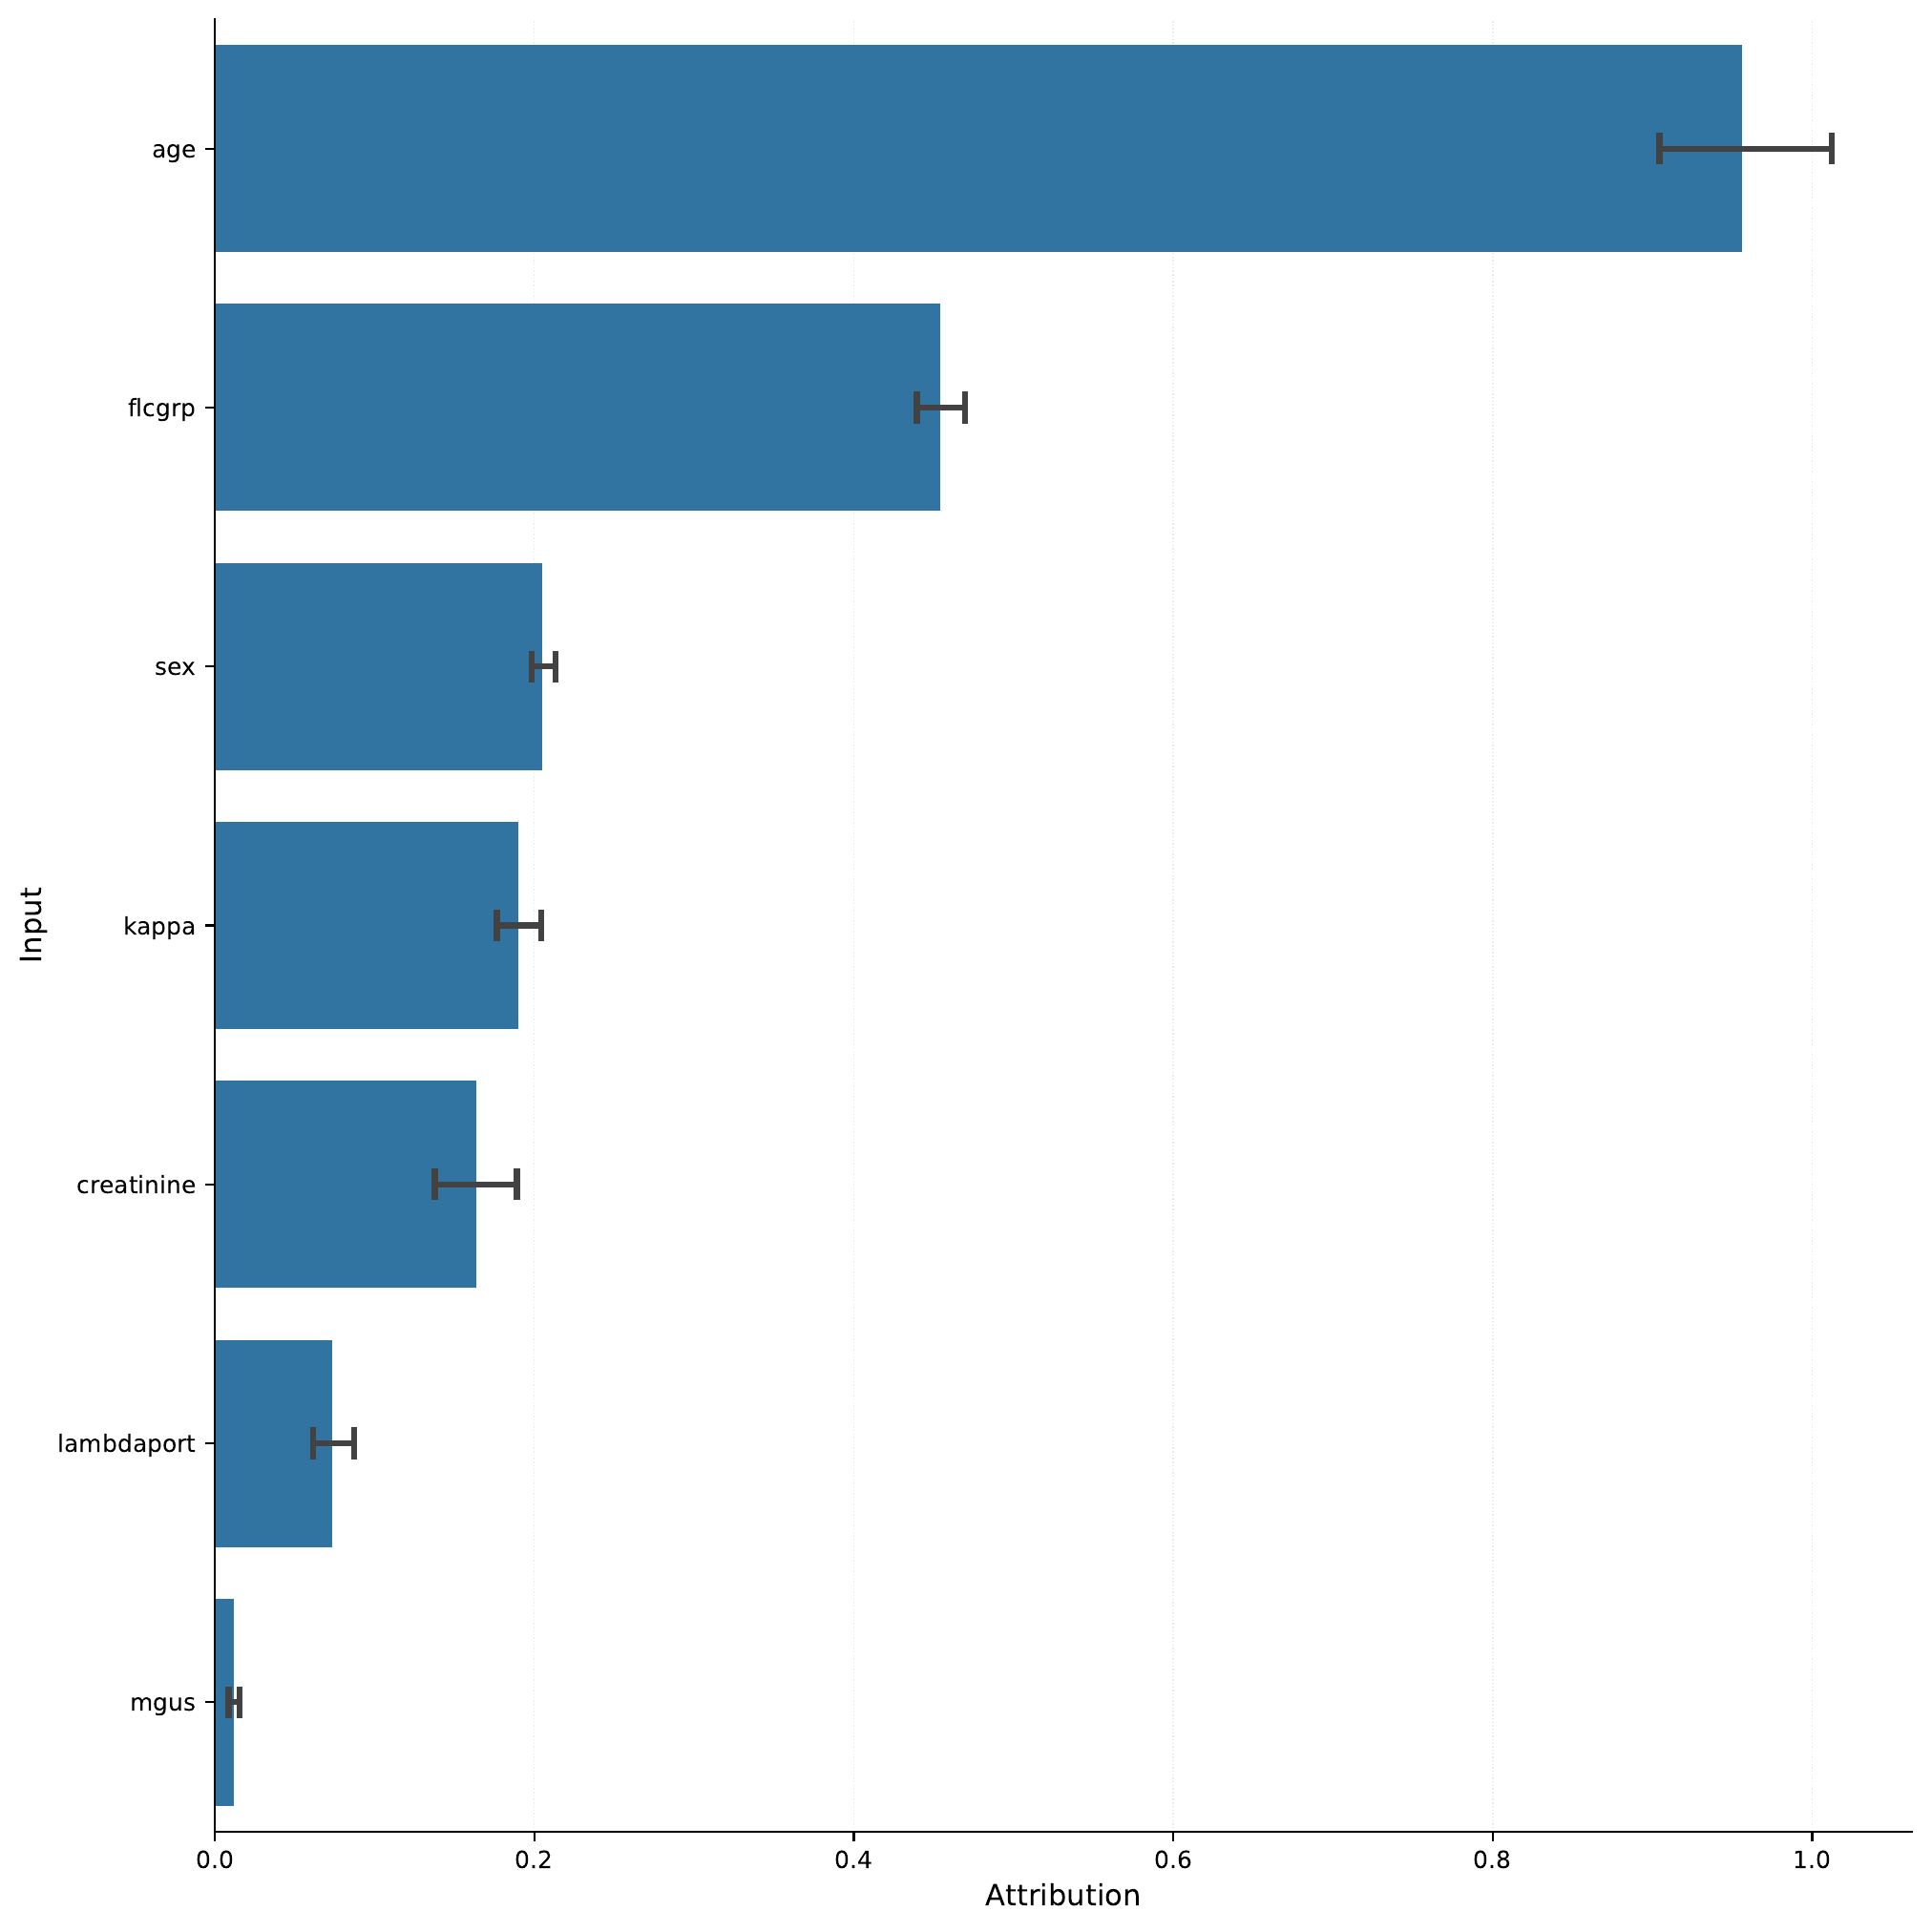 age
flcgrp
sex
kappa
creatinine
lambdaport
mgus
Input
0.0 0.2 0.4 0.6 0.8 1.0
Attribution